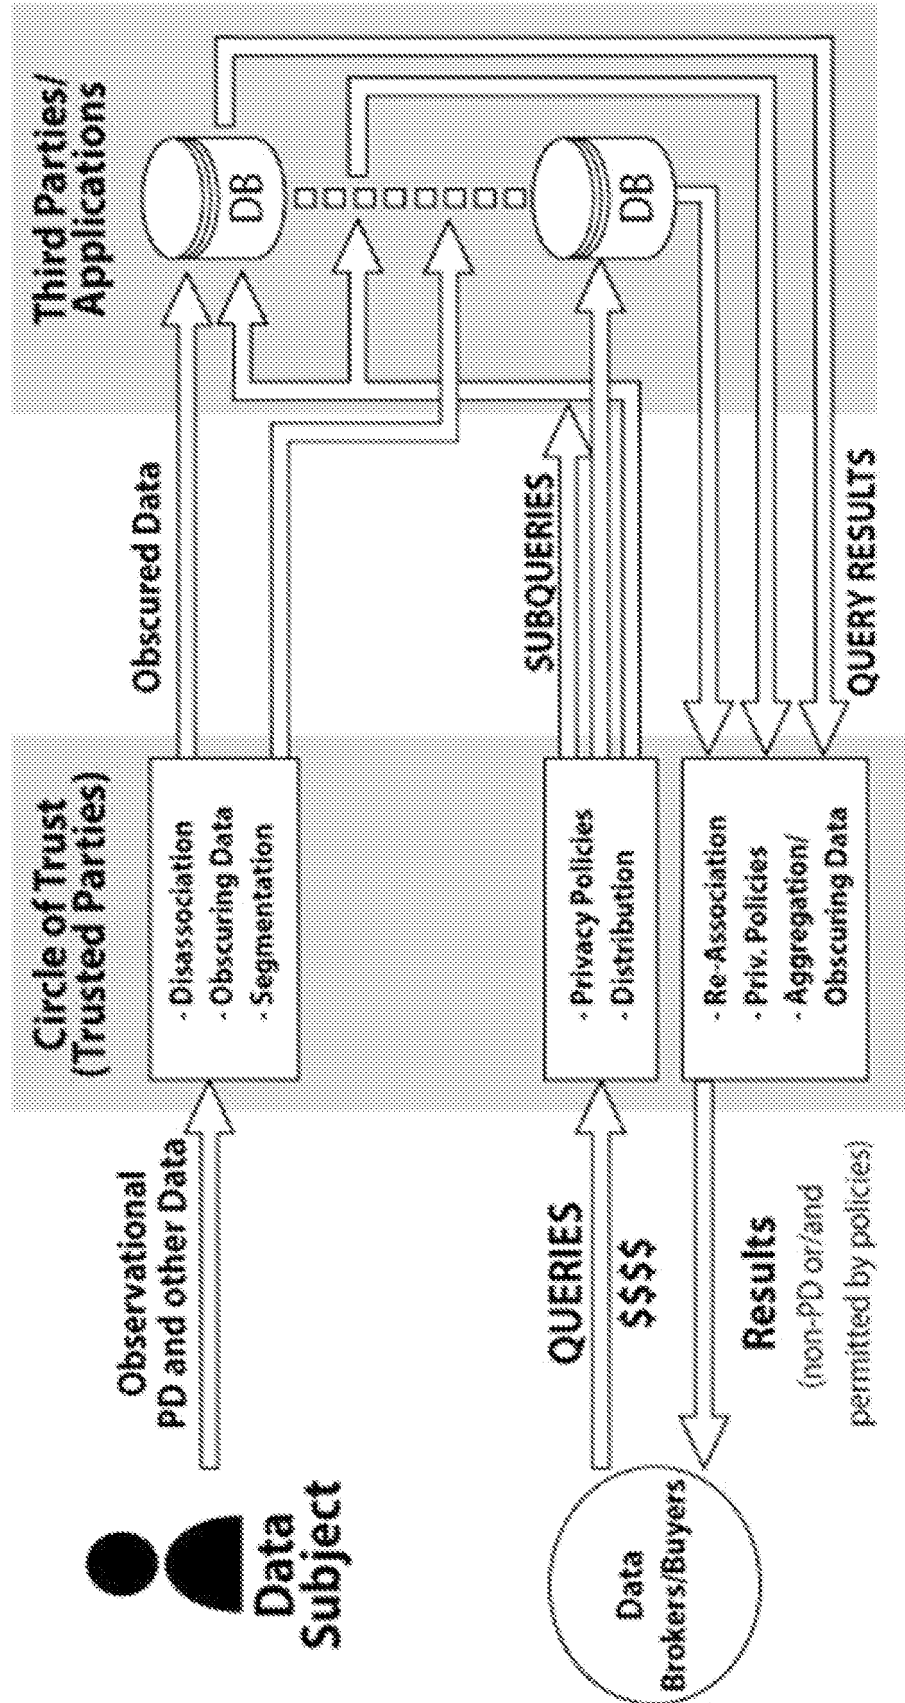 Third Parties/
Applications
DB
DB
Obscured Data
SUBQUERIES
QUERY RESULTS
Circle of Trust
(Trusted Parties)
- Disassociation
- Obscuring Data
- Segmentation
- Privacy Policies
- Distribution
- Re-Association
- Priv. Policies
- Aggregation/
Obscuring Data
Observational
PD and other Data
QUERIES
$$$$
Results
(non-PD or/and
permitted by policies)
Data
Subject
Data
Brokers/Buyers